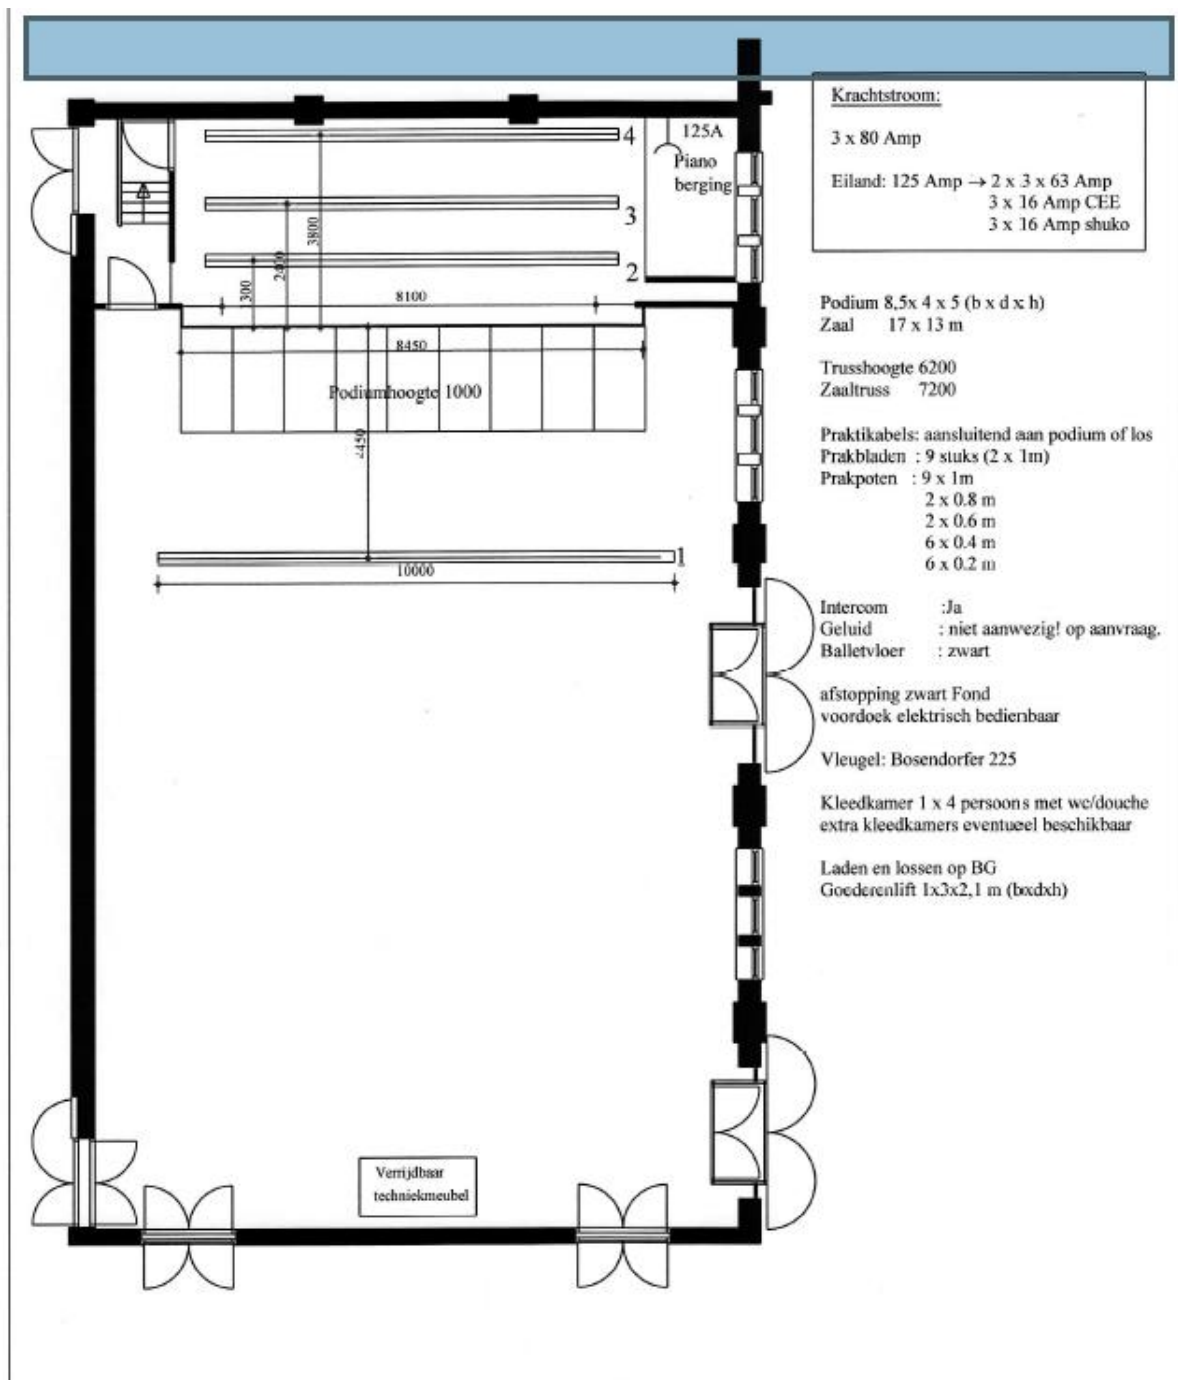 Krachtstroom:
3 x 80 Amp
Eiland: 125 Amp → 2 x 3 x 63 Amp
3 x 16 Amp CEE
3 x 16 Amp shuko
4
125A
Piano
berging
3
3800
2
2400
300
8100
8450
Podiumhoogte 1000
2450
1
10000
Podium 8,5x 4 x 5 (b x d x h)
Zaal 17 x 13 m
Trusshoogte 6200
Zaaltruss 7200
Praktikabels: aansluitend aan podium of los
Prakbladen : 9 stuks (2 x 1m)
Prakpoten : 9 x 1m
2 x 0.8 m
2 x 0.6 m
6 x 0.4 m
6 x 0.2 m
Intercom :Ja
Geluid : niet aanwezig! op aanvraag.
Balletvloer : zwart
afstopping zwart Fond
voordoek elektrisch bedienbaar
Vleugel: Bosendorfer 225
Kleedkamer 1 x 4 persoons met wc/douche
extra kleedkamers eventueel beschikbaar
Laden en lossen op BG
Goederenlift 1x3x2,1 m (bxdxh)
Verrijdbaar
techniekmeubel